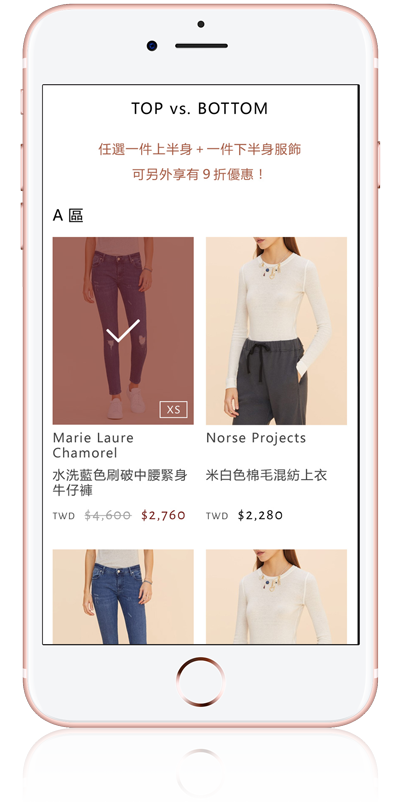 TOP vs. BOTTOM
任選一件上半身 + 一件下半身服飾
可另外享有 9 折優惠！
A 區
XS
Marie Laure
Chamorel
水洗藍色刷破中腰緊身
牛仔褲
TWD $4,600 $2,760
Norse Projects
米白色棉毛混紡上衣
TWD $2,280